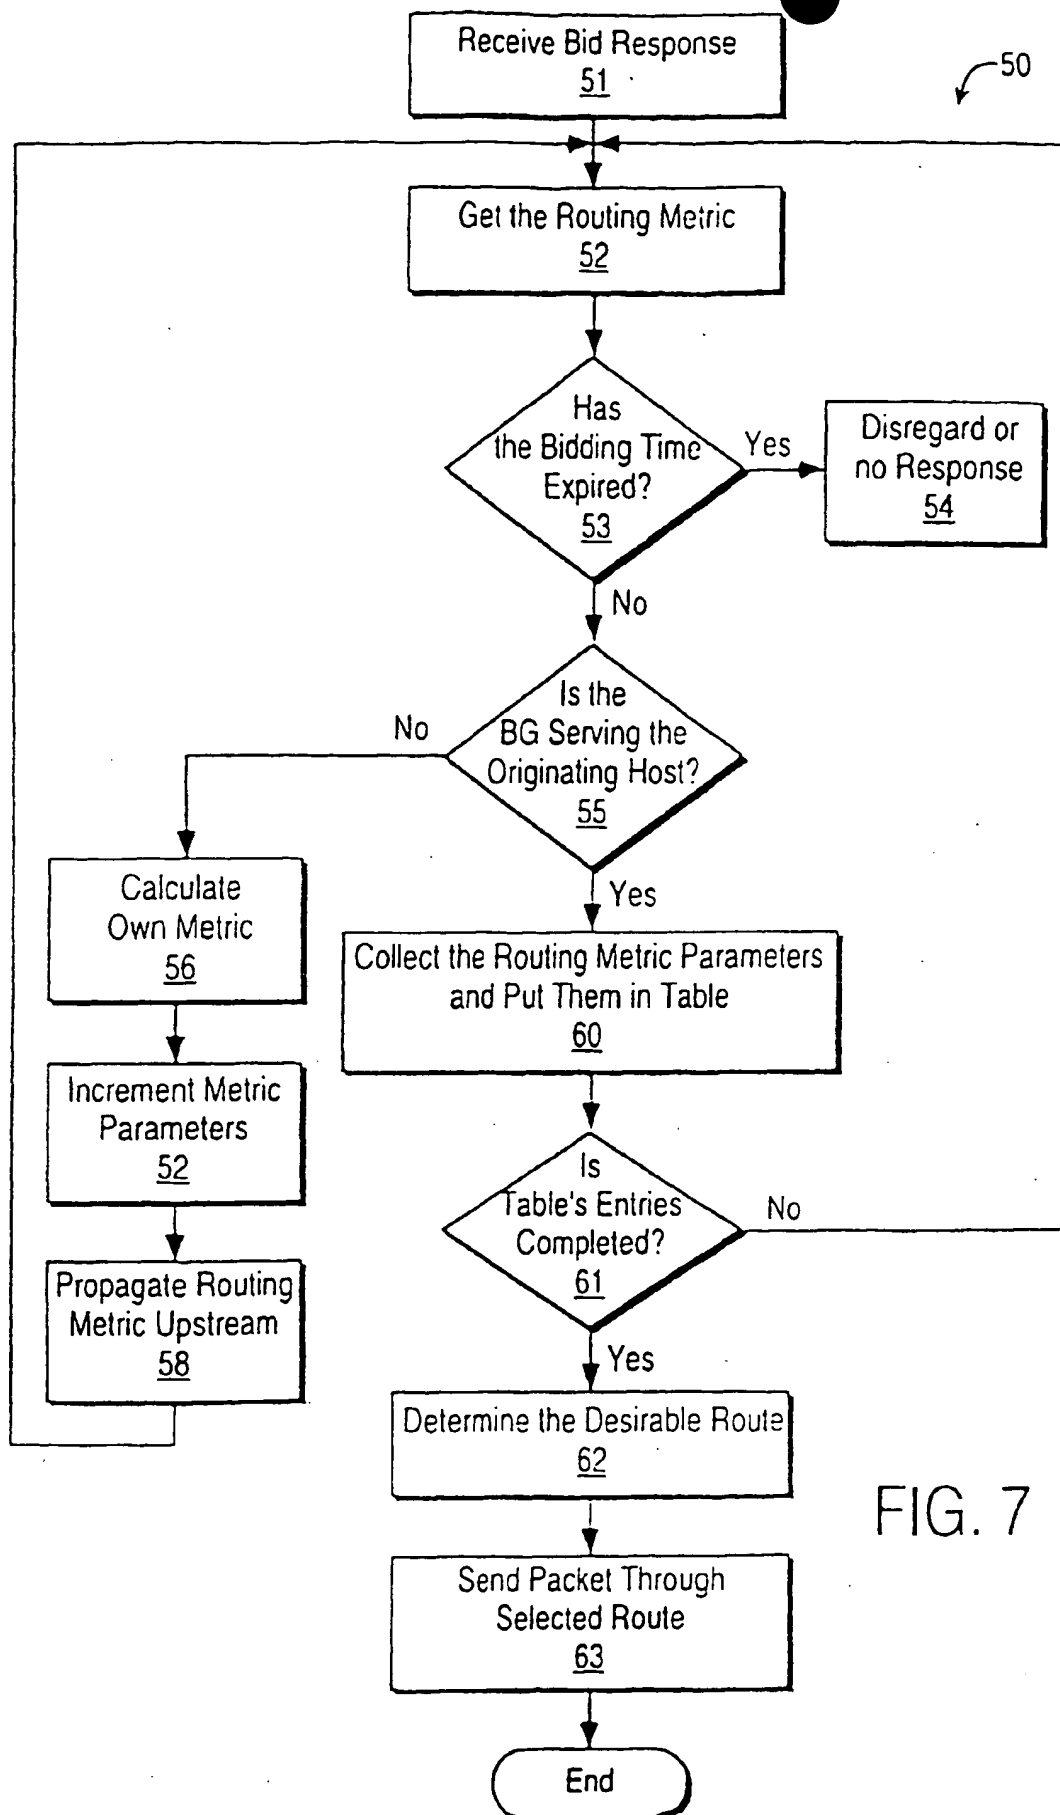 Receive Bid Response
51
50
Get the Routing Metric
52
Has
the Bidding Time
Expired?
53
Yes
Disregard or
no Response
54
No
Is the
BG Serving the
Originating Host?
55
No
Calculate
Own Metric
56
Yes
Collect the Routing Metric Parameters
and Put Them in Table
60
Increment Metric
Parameters
52
Is
Table's Entries
Completed?
61
No
Propagate Routing
Metric Upstream
58
Yes
Determine the Desirable Route
62
FIG. 7
Send Packet Through
Selected Route
63
End